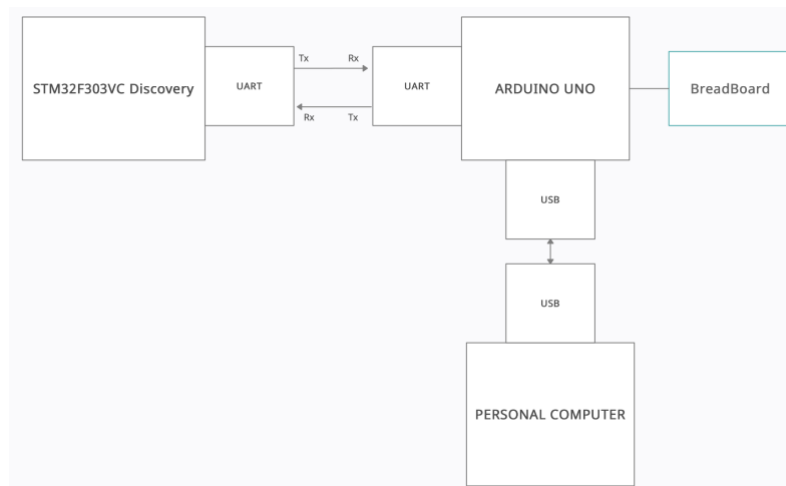 STM32F303VC Discovery
UART
Tx
Rx
Rx
Tx
UART
ARDUINO UNO
BreadBoard
USB
USB
PERSONAL COMPUTER